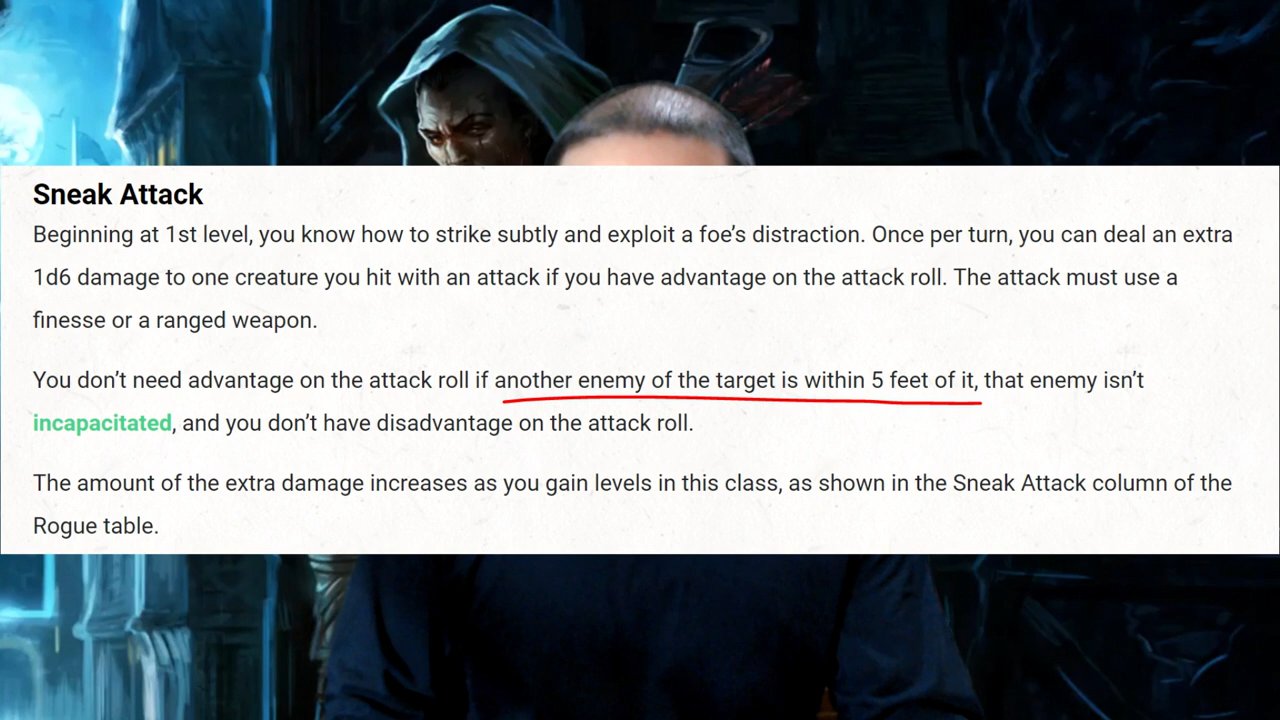 Sneak Attack
Beginning at 1st level, you know how to strike subtly and exploit a foe’s distraction. Once per turn, you can deal an extra
1d6 damage to one creature you hit with an attack if you have advantage on the attack roll. The attack must use a
finesse or a ranged weapon.
You don’t need advantage on the attack roll if another enemy of the target is within 5 feet of it, that enemy isn’t
incapacitated, and you don’t have disadvantage on the attack roll.
The amount of the extra damage increases as you gain levels in this class, as shown in the Sneak Attack column of the
Rogue table.